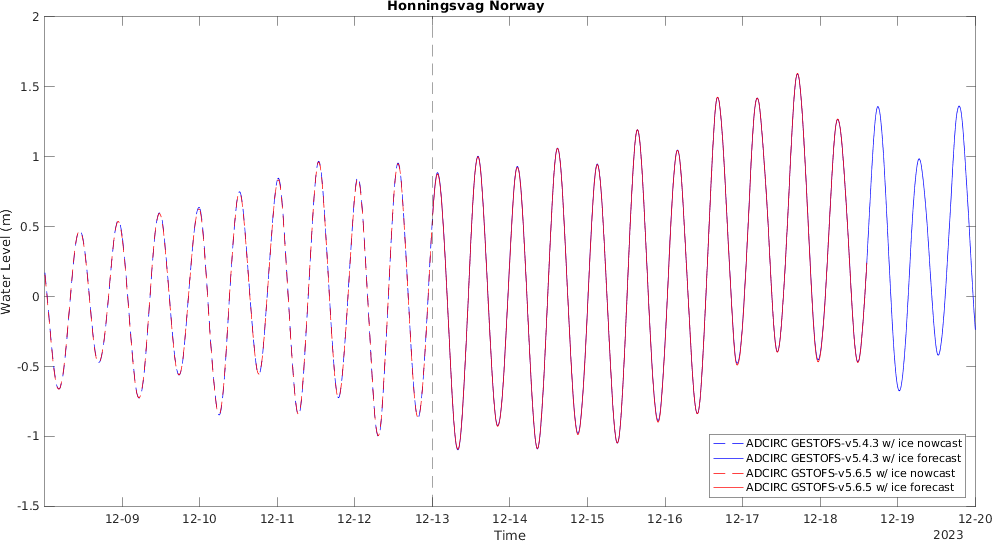 Honningsvag Norway
2
1.5
1
0.5
0
-0.5
-1
-1.5
Water Level (m)
ADCIRC GESTOFS-v5.4.3 w/ ice nowcast
ADCIRC GESTOFS-v5.4.3 w/ ice forecast
ADCIRC GSTOFS-v5.6.5 w/ ice nowcast
ADCIRC GSTOFS-v5.6.5 w/ ice forecast
12-09 12-10 12-11 12-12 12-13 12-14 12-15 12-16 12-17 12-18 12-19 12-20
Time
2023